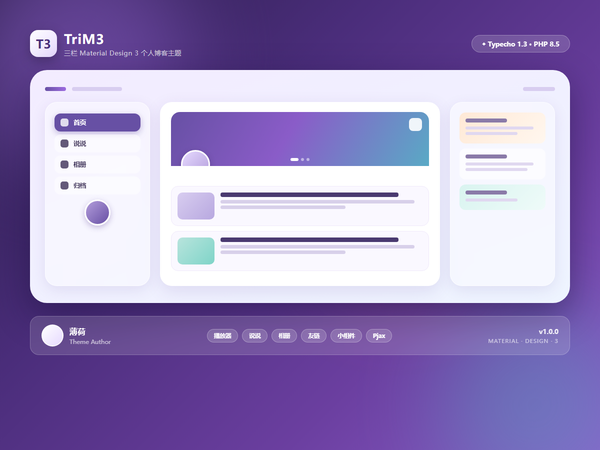 T3
TriM3
三栏 Material Design 3 个人博客主题
• Typecho 1.3 • PHP 8.5
首页
说说
相册
归档
薄荷
Theme Author
播放器
说说
相册
友链
小组件
Pjax
v1.0.0
MATERIAL · DESIGN · 3